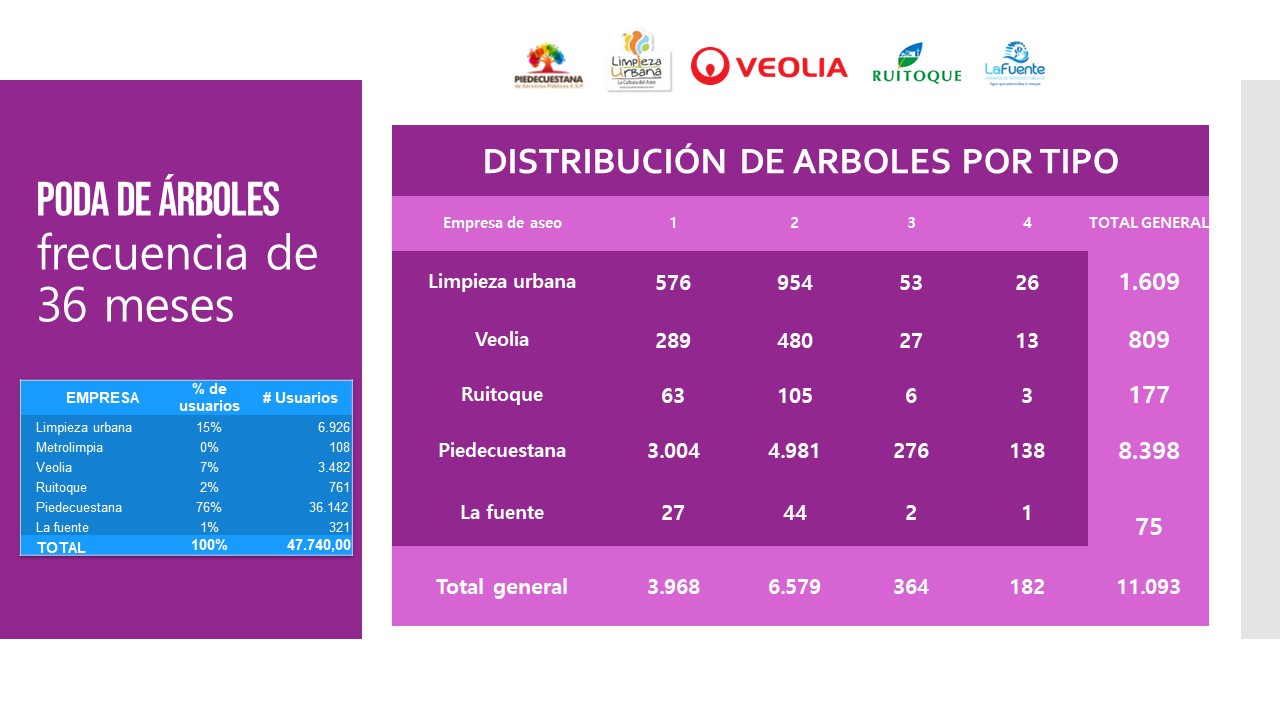 PIEDECUESTANA
de Servicios Públicos E.S.P.
Limpieza
Urbana
La Cultura del Aseo
VEOLIA
RUITOQUE
LaFuente
PODA DE ÁRBOLES
frecuencia de
36 meses
EMPRESA % de usuarios # Usuarios
Limpieza urbana 15% 6.926
Metrolimpia 0% 108
Veolia 7% 3.482
Ruitoque 2% 761
Piedecuestana 76% 36.142
La fuente 1% 321
TOTAL 100% 47.740,00
DISTRIBUCIÓN DE ARBOLES POR TIPO
Empresa de aseo 1 2 3 4 TOTAL GENERAL
Limpieza urbana 576 954 53 26 1.609
Veolia 289 480 27 13 809
Ruitoque 63 105 6 3 177
Piedecuestana 3.004 4.981 276 138 8.398
La fuente 27 44 2 1 75
Total general 3.968 6.579 364 182 11.093